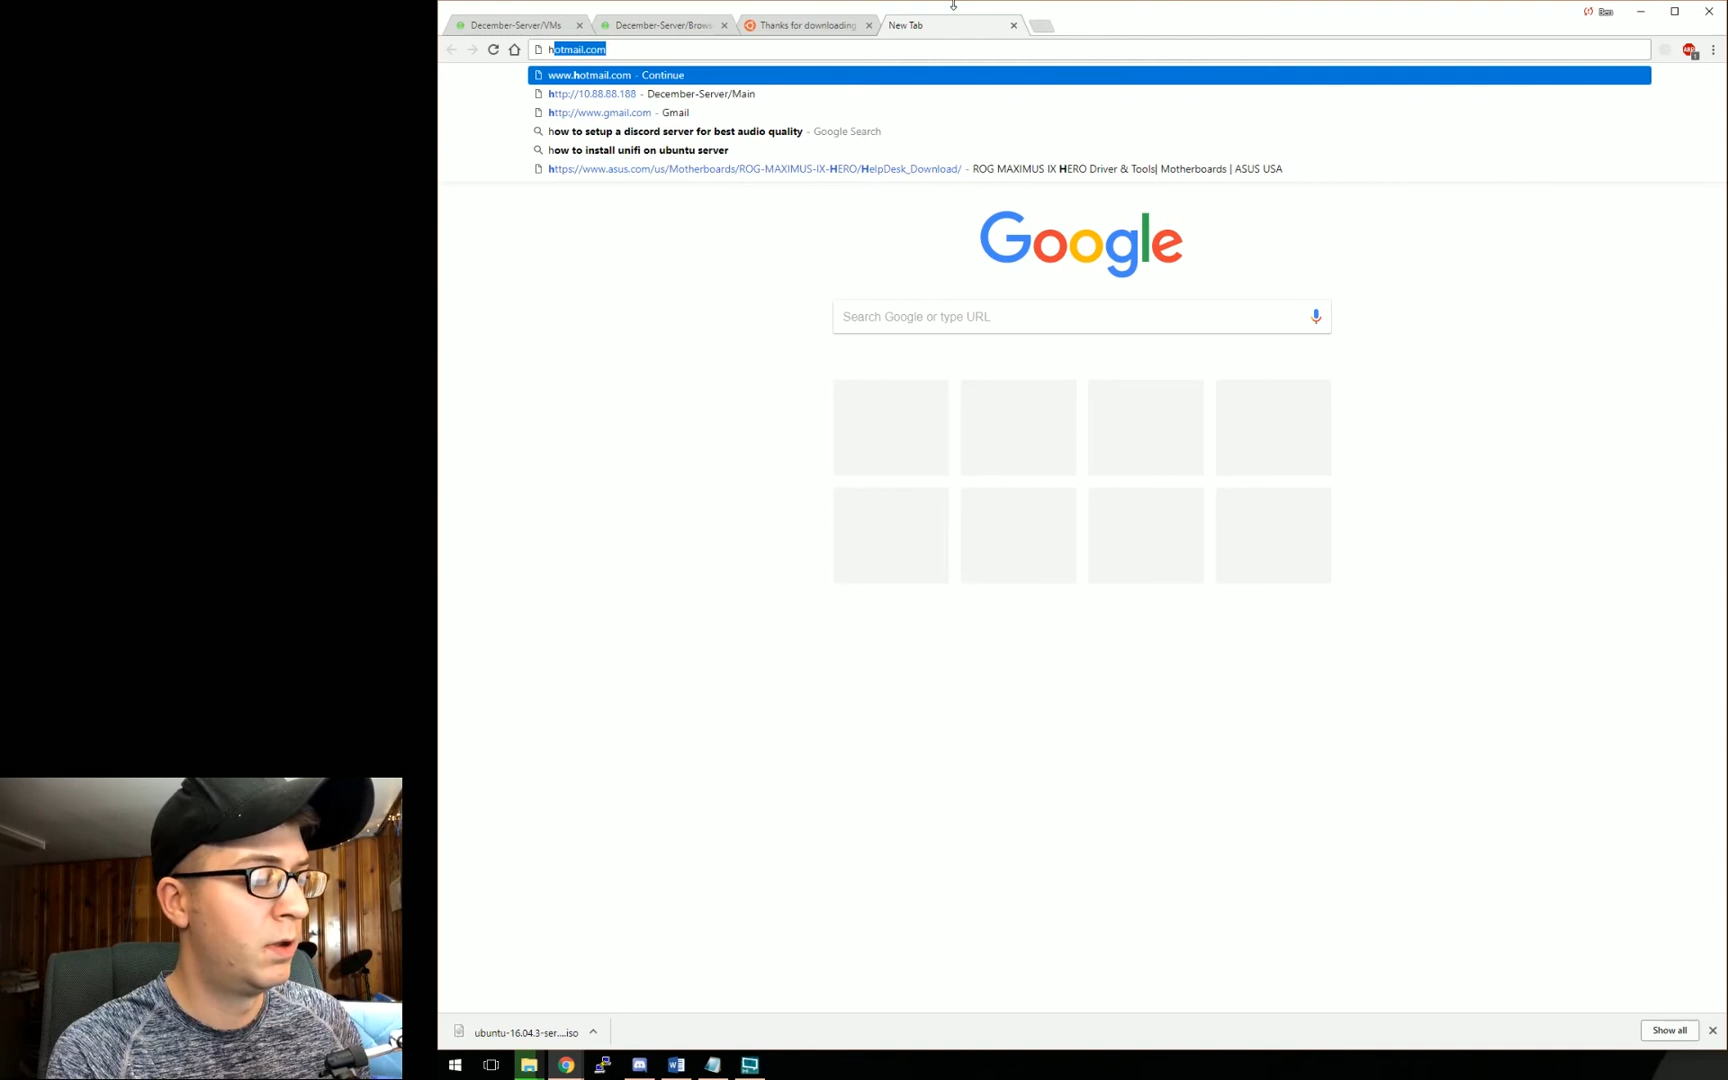 December-Server/VMs
December-Server/Brows
Thanks for downloading
New Tab
hotmail.com
www.hotmail.com - Continue
http://10.88.88.188 - December-Server/Main
http://www.gmail.com - Gmail
how to setup a discord server for best audio quality - Google Search
how to install unifi on ubuntu server
https://www.asus.com/us/Motherboards/ROG-MAXIMUS-IX-HERO/HelpDesk_Download/ - ROG MAXIMUS IX HERO Driver & Tools| Motherboards | ASUS USA
Google
Search Google or type URL
ubuntu-16.04.3-ser....iso
Show all